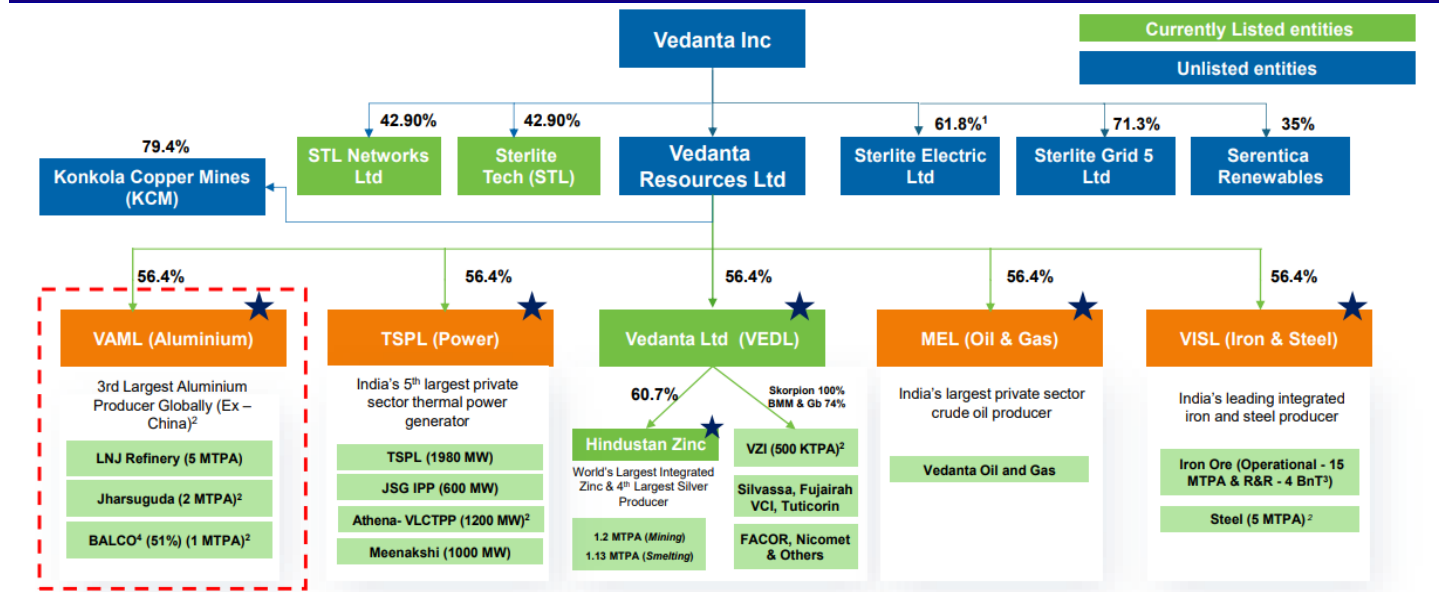 Vedanta Inc
Currently Listed entities
Unlisted entities
42.90%
42.90%
61.8%¹
71.3%
35%
79.4%
STL Networks
Ltd
Sterlite
Tech (STL)
Vedanta
Resources Ltd
Sterlite Electric
Ltd
Sterlite Grid 5
Ltd
Serentica
Renewables
Konkola Copper Mines
(KCM)
56.4%
56.4%
56.4%
56.4%
56.4%
VAML (Aluminium)
3rd Largest Aluminium
Producer Globally (Ex –
China)²
LNJ Refinery (5 MTPA)
Jharsuguda (2 MTPA)²
BALCO⁴ (51%) (1 MTPA)²
TSPL (Power)
India's 5th largest private
sector thermal power
generator
TSPL (1980 MW)
JSG IPP (600 MW)
Athena- VLCTPP (1200 MW)²
Meenakshi (1000 MW)
Vedanta Ltd (VEDL)
60.7%
Skorpion 100%
BMM & Gb 74%
Hindustan Zinc
World's Largest Integrated
Zinc & 4th Largest Silver
Producer
1.2 MTPA (Mining)
1.13 MTPA (Smelting)
VZI (500 KTPA)²
Silvassa, Fujairah
VCI, Tuticorin
FACOR, Nicomet
& Others
MEL (Oil & Gas)
India's largest private sector
crude oil producer
Vedanta Oil and Gas
VISL (Iron & Steel)
India's leading integrated
iron and steel producer
Iron Ore (Operational - 15
MTPA & R&R - 4 BnT³)
Steel (5 MTPA) ²